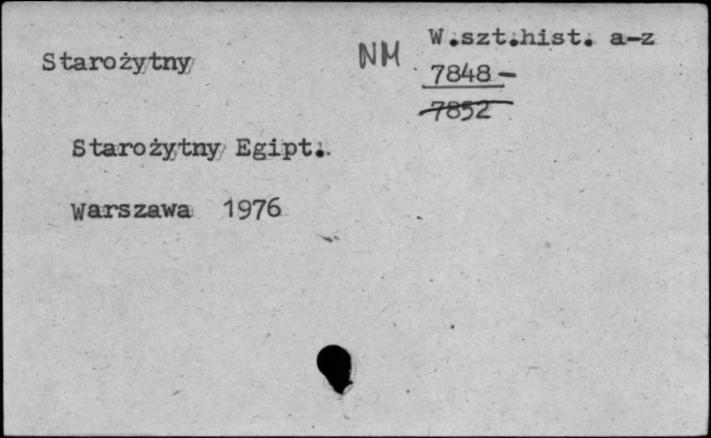 W.szt.hist. a-z
Starożytny NM 7848 -
7852
Starożytny Egipt.
Warszawa 1976